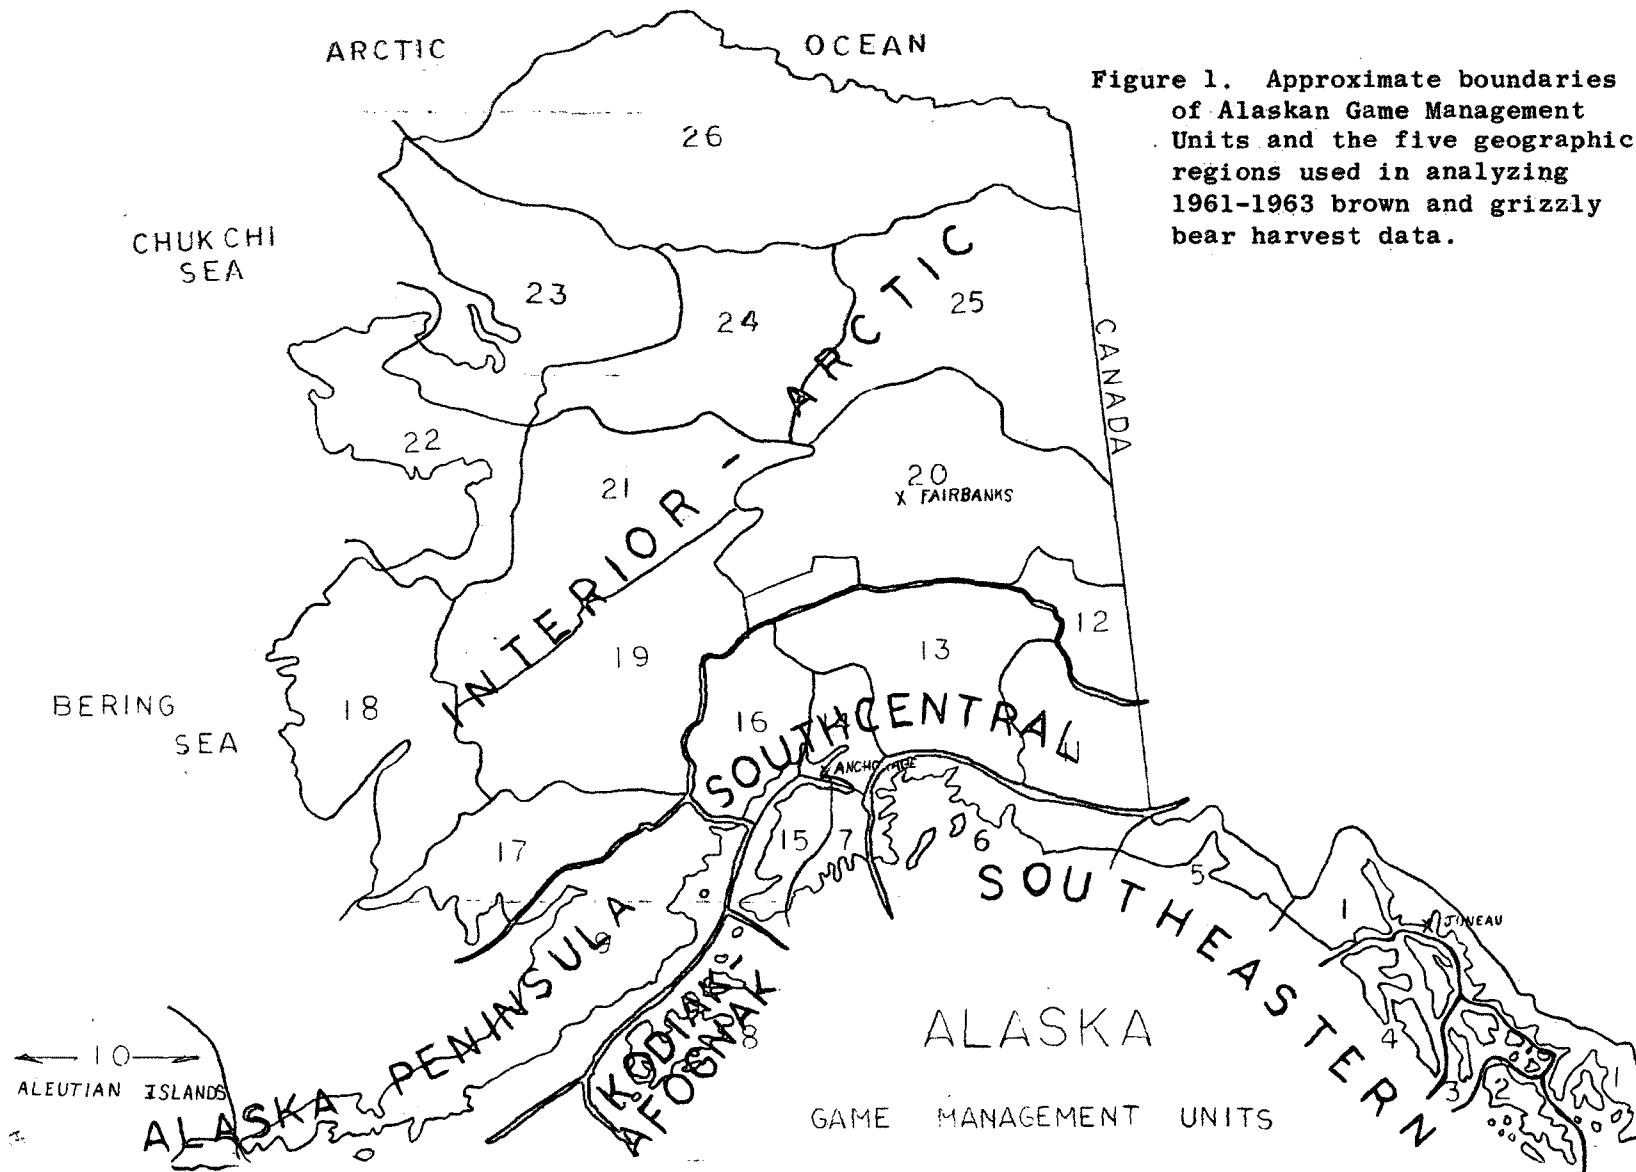 ARCTIC OCEAN
Figure 1. Approximate boundaries
of Alaskan Game Management
Units and the five geographic
regions used in analyzing
1961-1963 brown and grizzly
bear harvest data.
26
CHUKCHI
SEA
23
24
25
CANADA
INTERIOR - ARCTIC
22
21
20
X FAIRBANKS
12
13
19
18
BERING
SEA
16
14
SOUTHCENTRAL
ANCHORAGE
17
15
7
6
5
SOUTHEASTERN
1
X JUNEAU
9
ALASKA PENINSULA
KODIAK-
AFOGNAK
8
ALASKA
4
10
ALEUTIAN ISLANDS
3
2
1
GAME MANAGEMENT UNITS